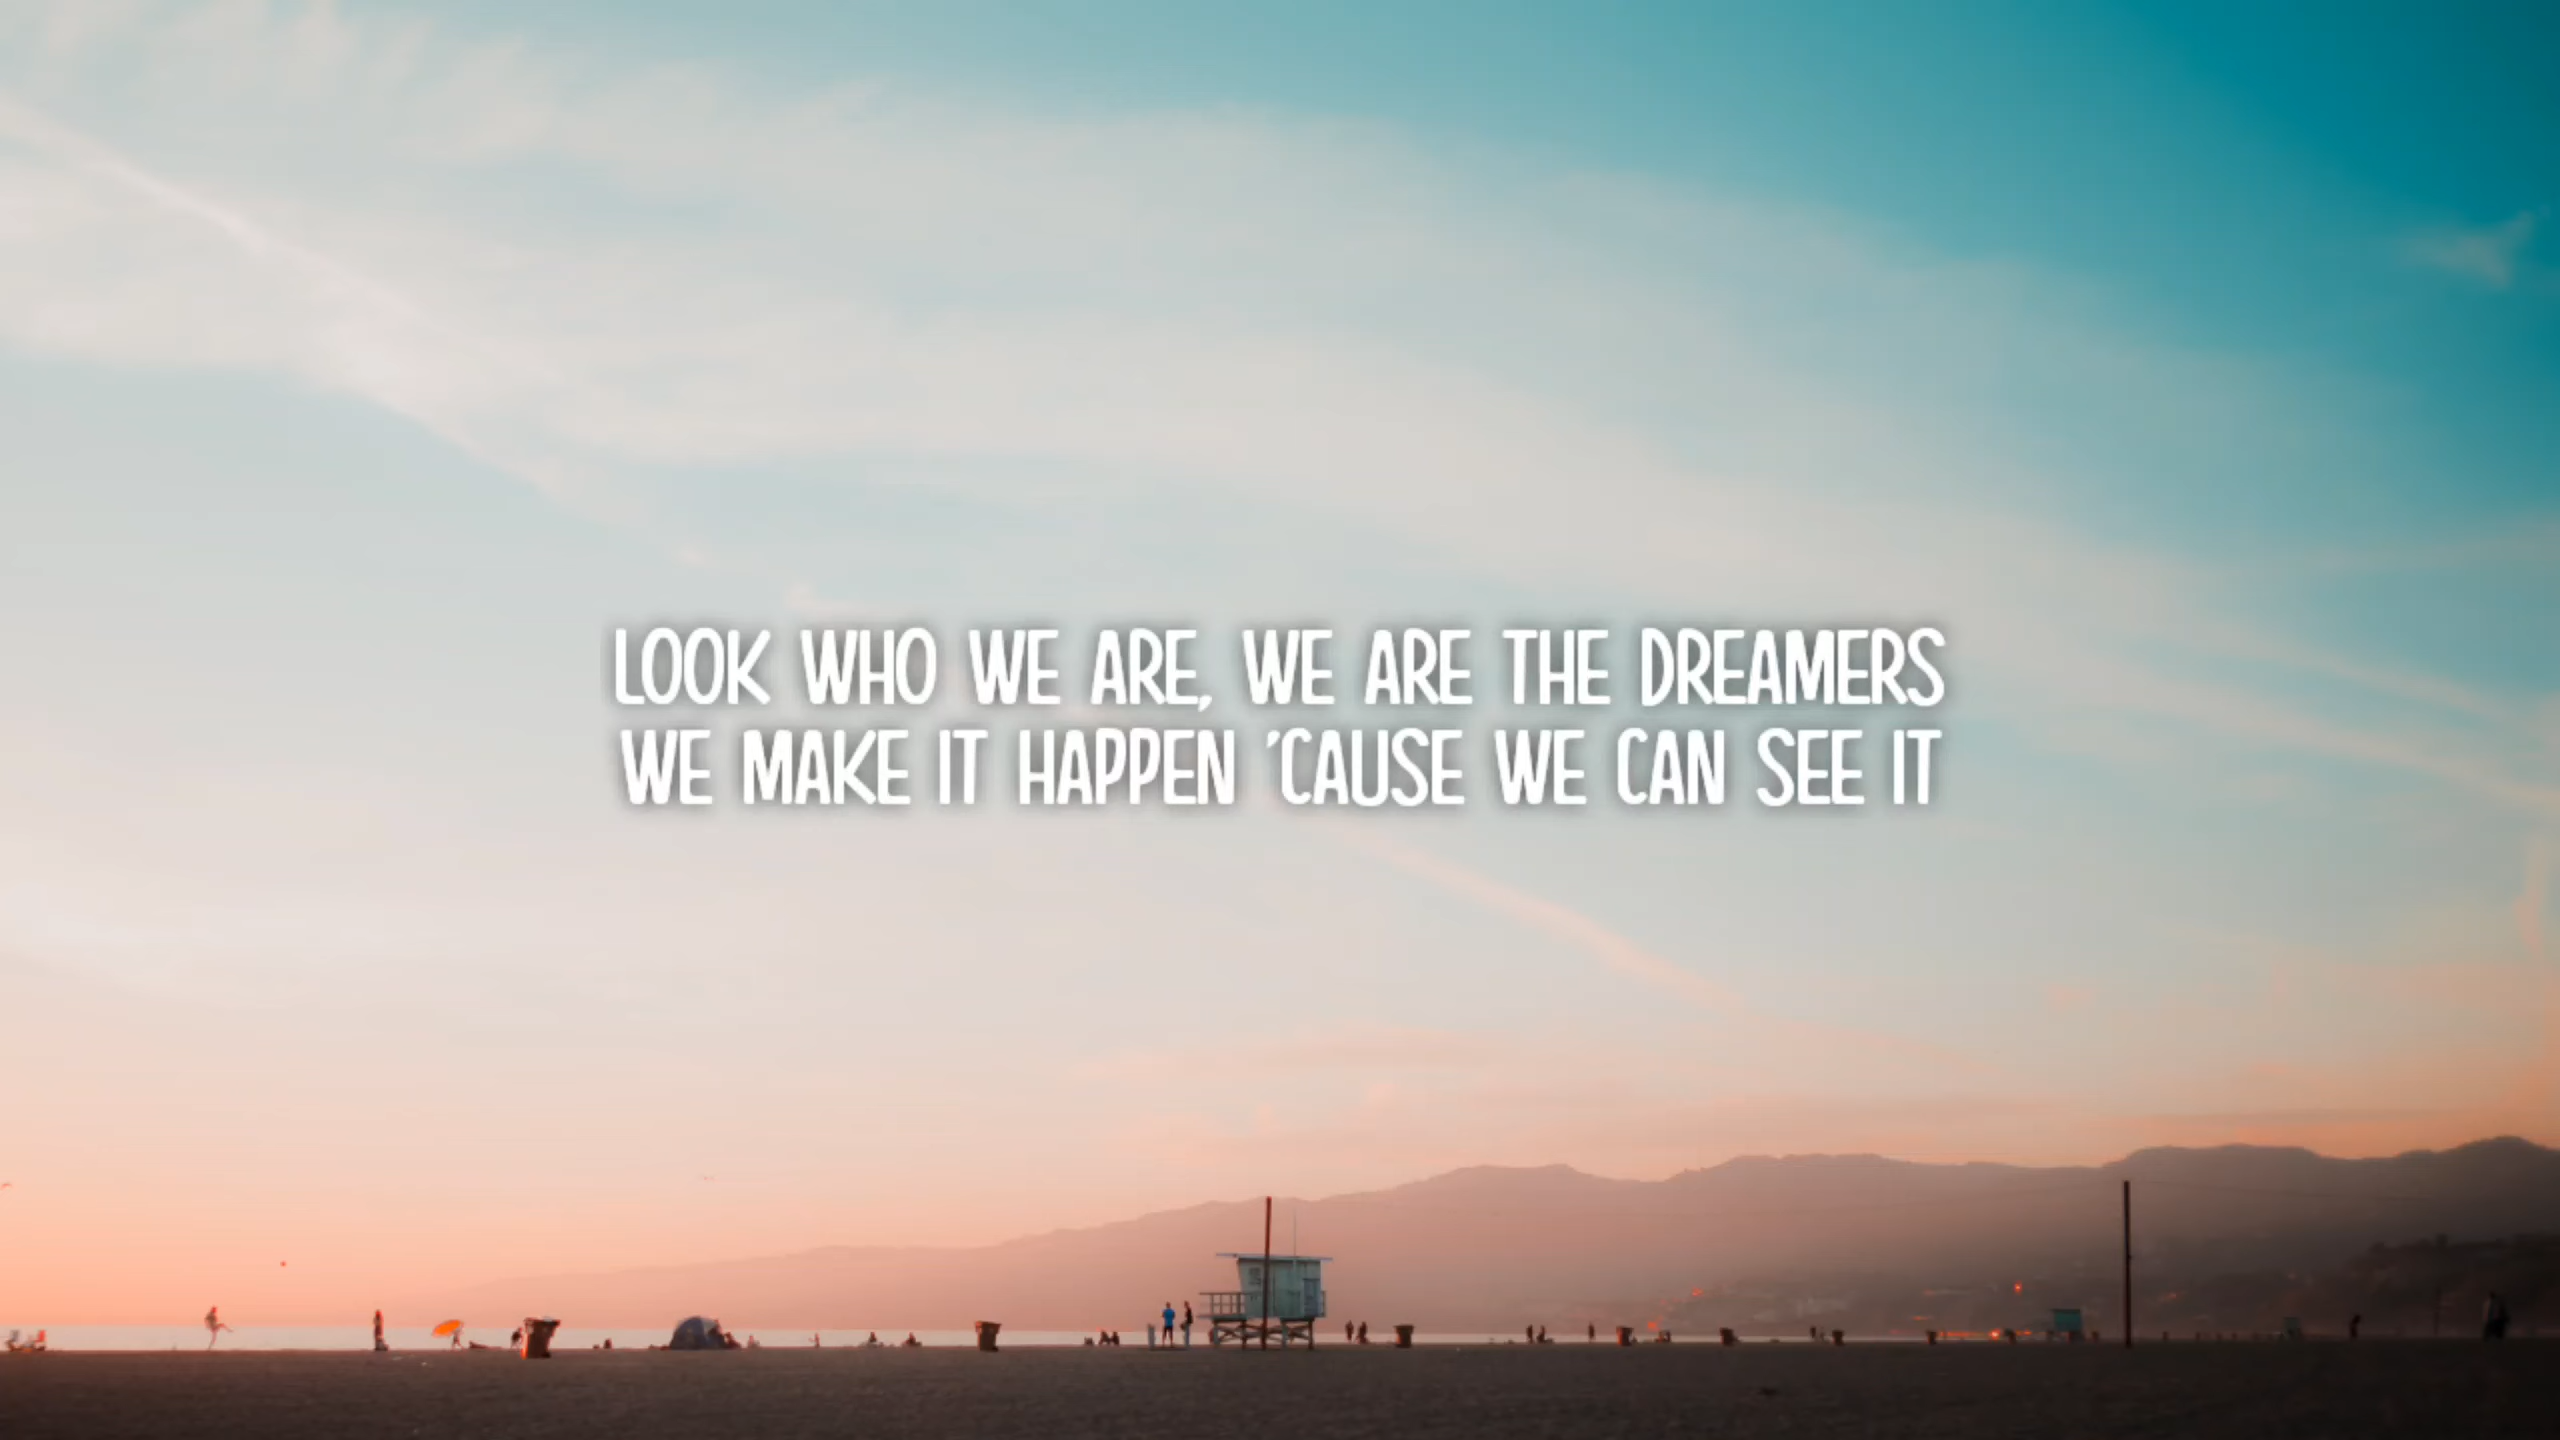 LOOK WHO WE ARE, WE ARE THE DREAMERS
WE MAKE IT HAPPEN 'CAUSE WE CAN SEE IT